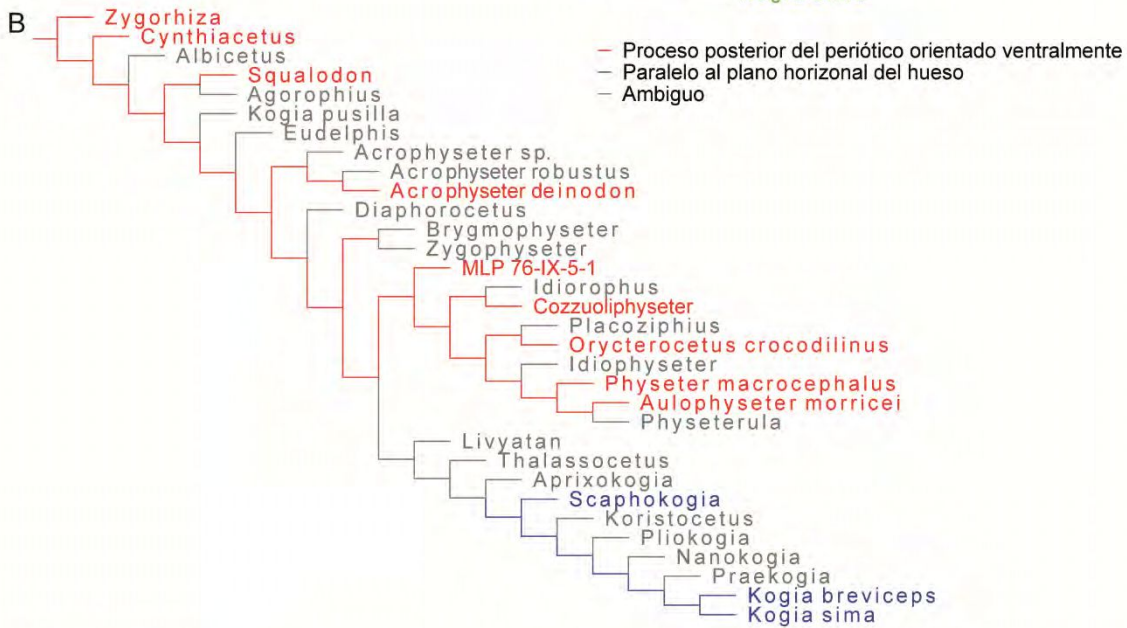 B
Zygorhiza
Cynthiacetus
Albicetus
Squalodon
Agorophius
Kogia pusilla
Eudelphis
Acrophyseter sp.
Acrophyseter robustus
Acrophyseter deinodon
Diaphorocetus
Brygmophyseter
Zygophyseter
MLP 76-IX-5-1
Idiorophus
Cozzuoliphyseter
Placoziphius
Orycterocetus crocodilinus
Idiophyseter
Physeter macrocephalus
Aulophyseter morricei
Physeterula
Livyatan
Thalassocetus
Aprixokogia
Scaphokogia
Koristocetus
Pliokogia
Nanokogia
Praekogia
Kogia breviceps
Kogia sima
Proceso posterior del periótico orientado ventralmente
Paralelo al plano horizonal del hueso
Ambiguo